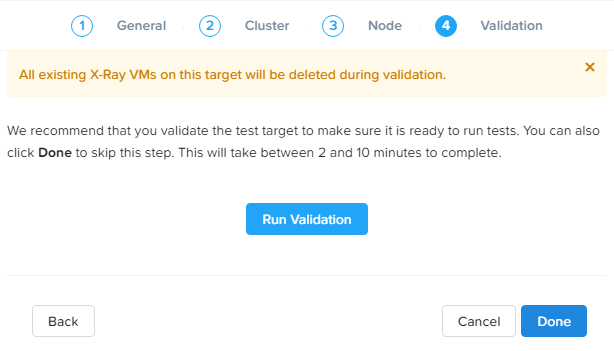 1 General 2 Cluster 3 Node 4 Validation
All existing X-Ray VMs on this target will be deleted during validation. ×
We recommend that you validate the test target to make sure it is ready to run tests. You can also
click Done to skip this step. This will take between 2 and 10 minutes to complete.
Run Validation
Back Cancel Done